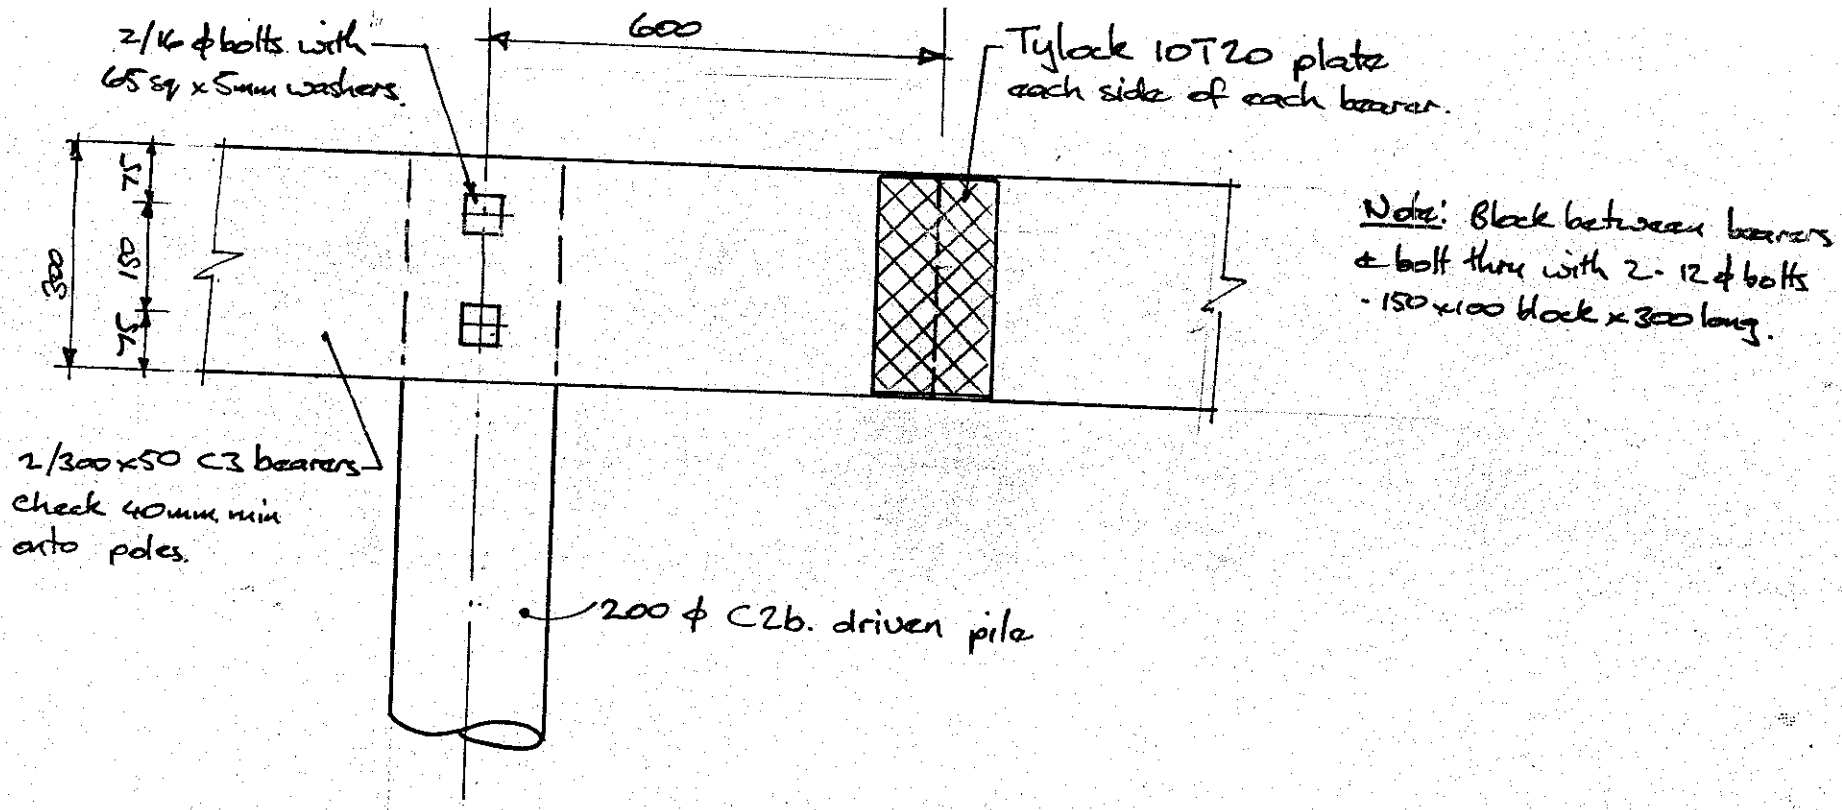 2/16 ϕ bolts with
65 sq x 5mm washers.
600
Tylock 10T20 plate
each side of each bearer.
75
150
75
300
Note: Block between bearers
& bolt thru with 2-12 ϕ bolts
-150x100 block x 300 long.
2/300x50 C3 bearers
check 40mm min
onto poles.
200 ϕ C2b. driven pile